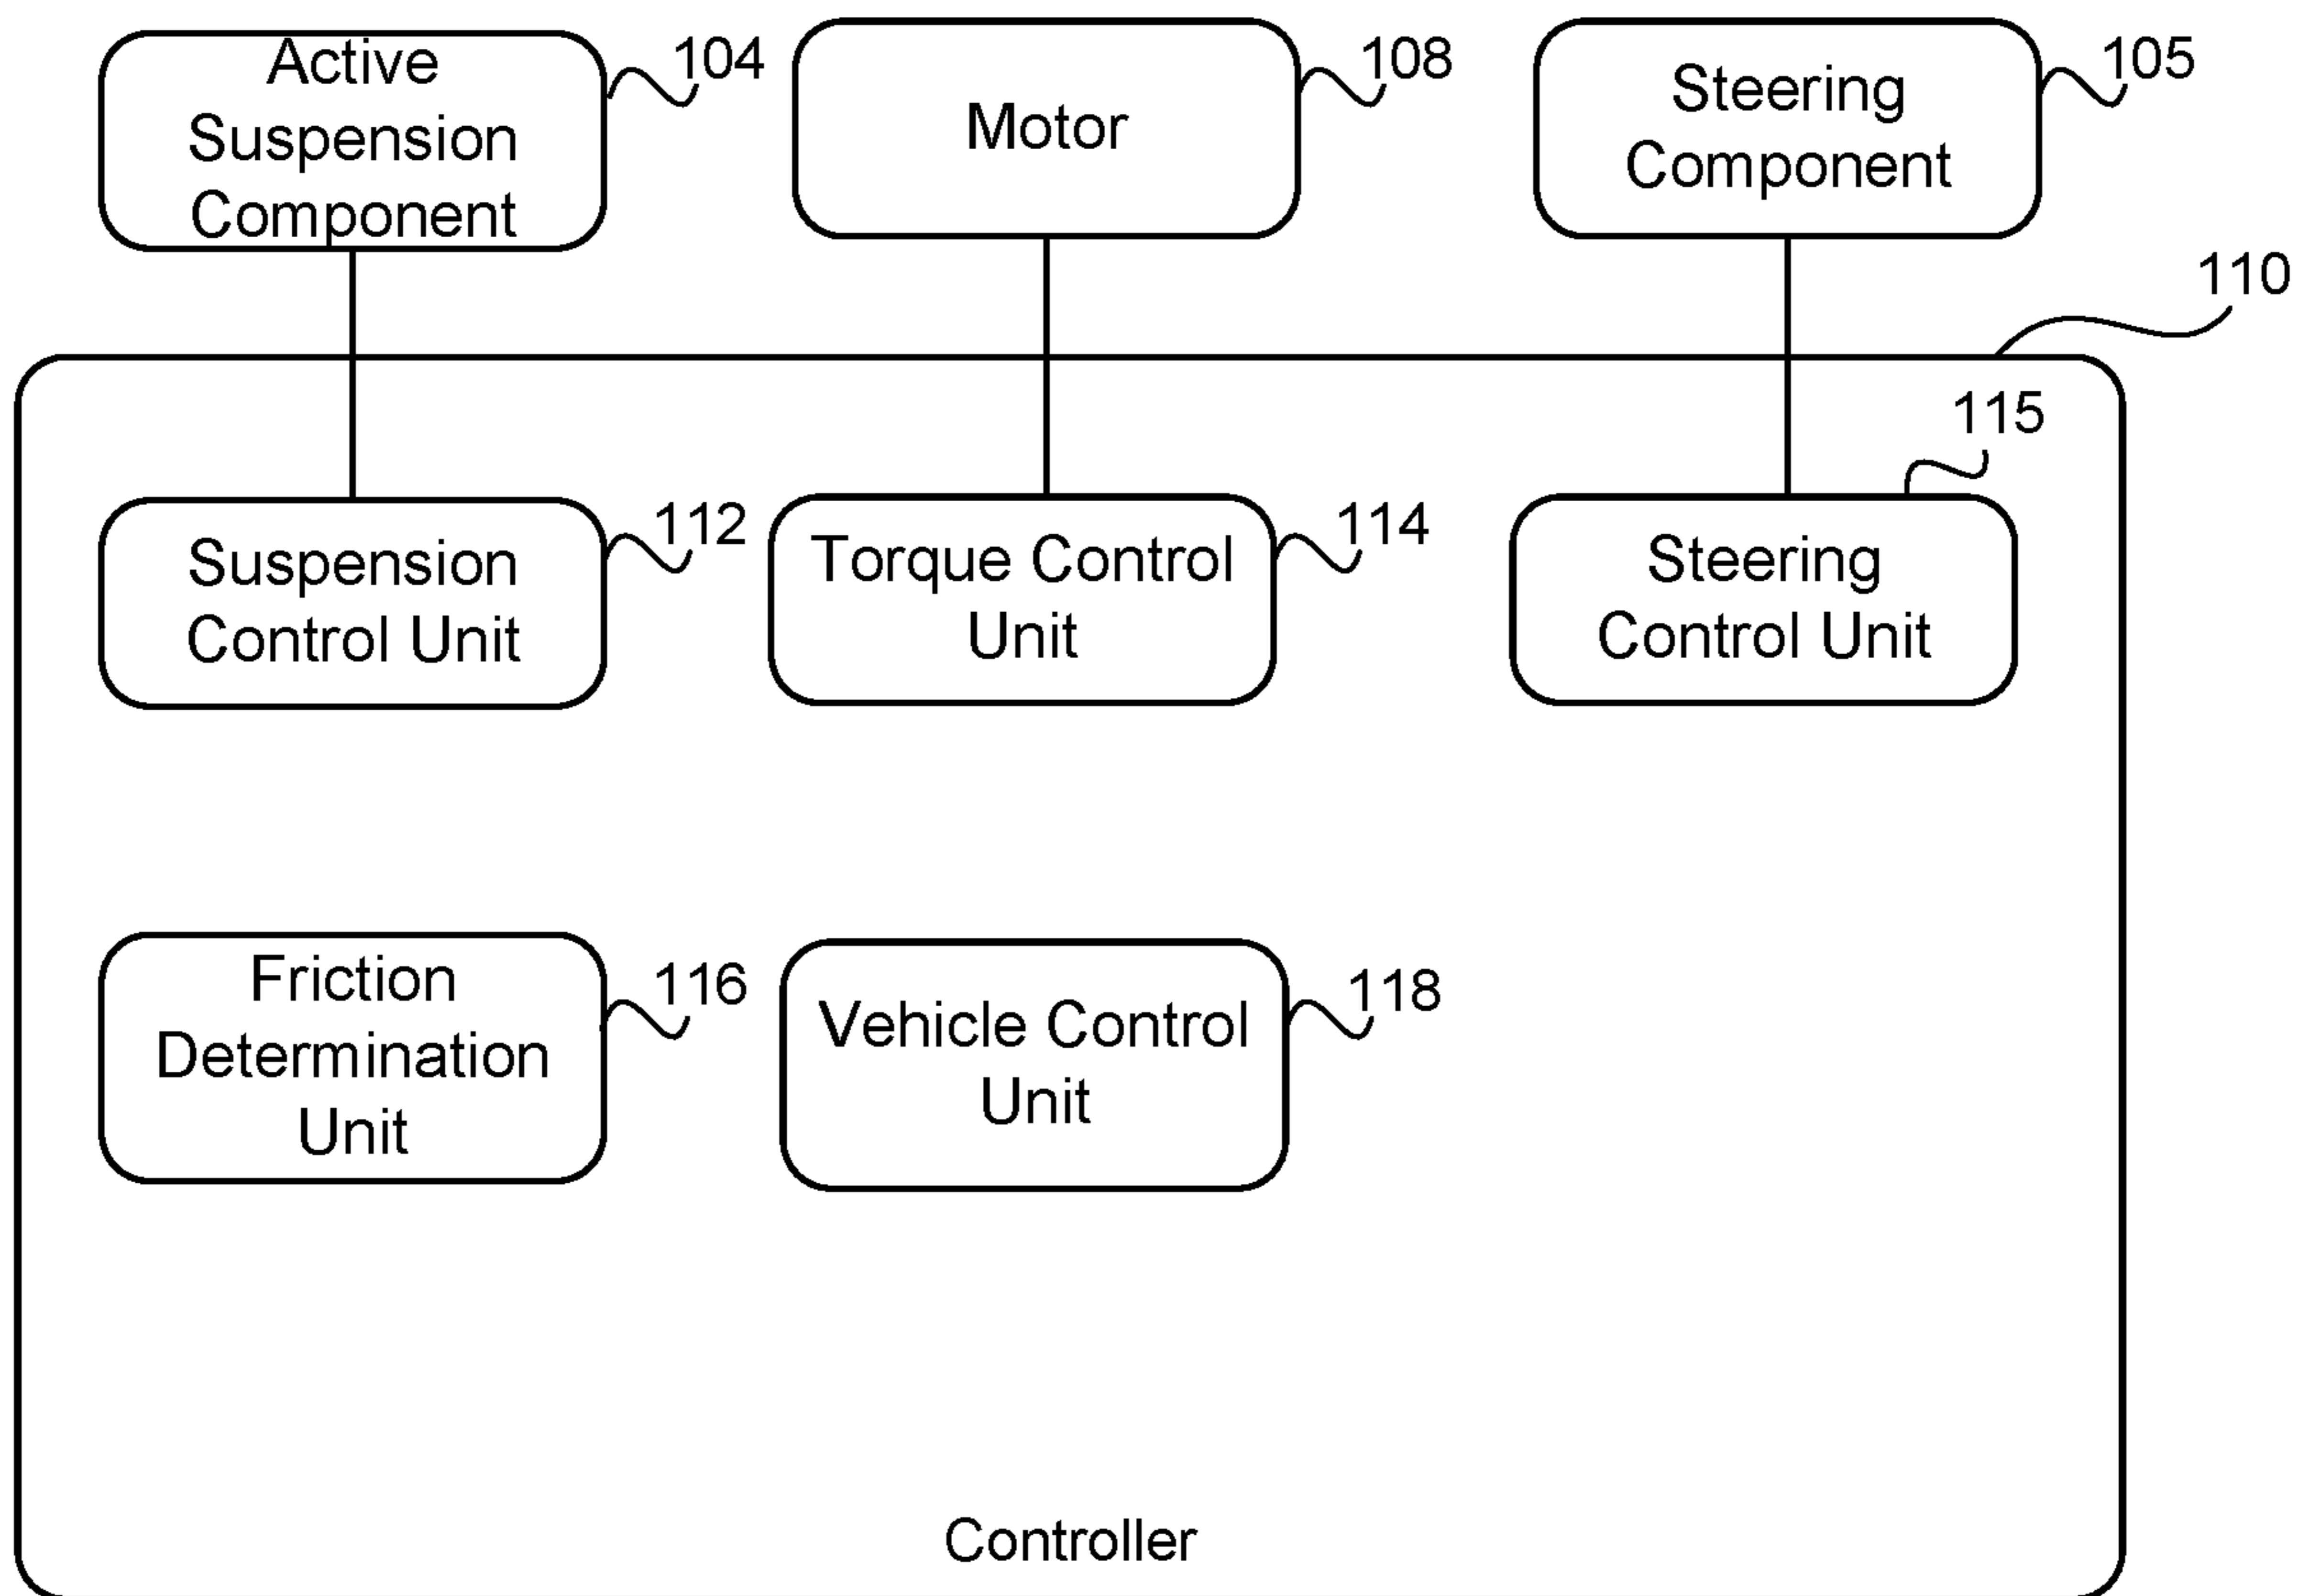 Active
Suspension
Component
104
Motor
108
Steering
Component
105
110
115
Suspension
Control Unit
112
Torque Control
Unit
114
Steering
Control Unit
Friction
Determination
Unit
116
Vehicle Control
Unit
118
Controller